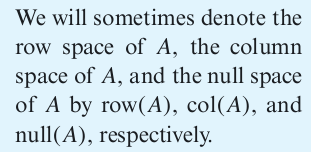 We will sometimes denote the
row space of A, the column
space of A, and the null space
of A by row(A), col(A), and
null(A), respectively.